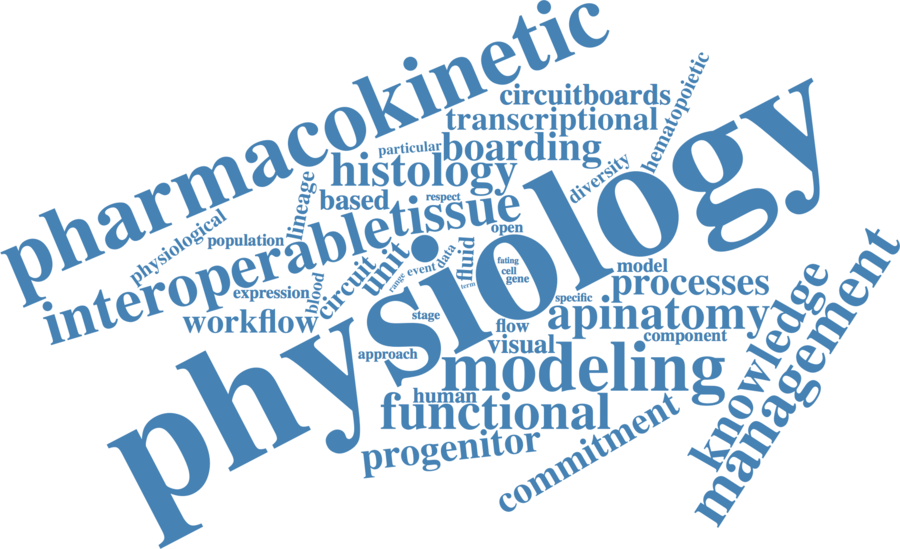 pharmacokinetic
circuitboards
hematopoietic
transcriptional
particular
boarding
histology
diversity
lineage
based
respect
physiology
physiological
population
interoperable
tissue
open
circuit
unit
fluid
data
event
range
term
fating
cell
gene
model
processes
expression
blood
specific
workflow
stage
flow
apinatomy
component
visual
approach
modeling
human
functional
progenitor
commitment
knowledge
management